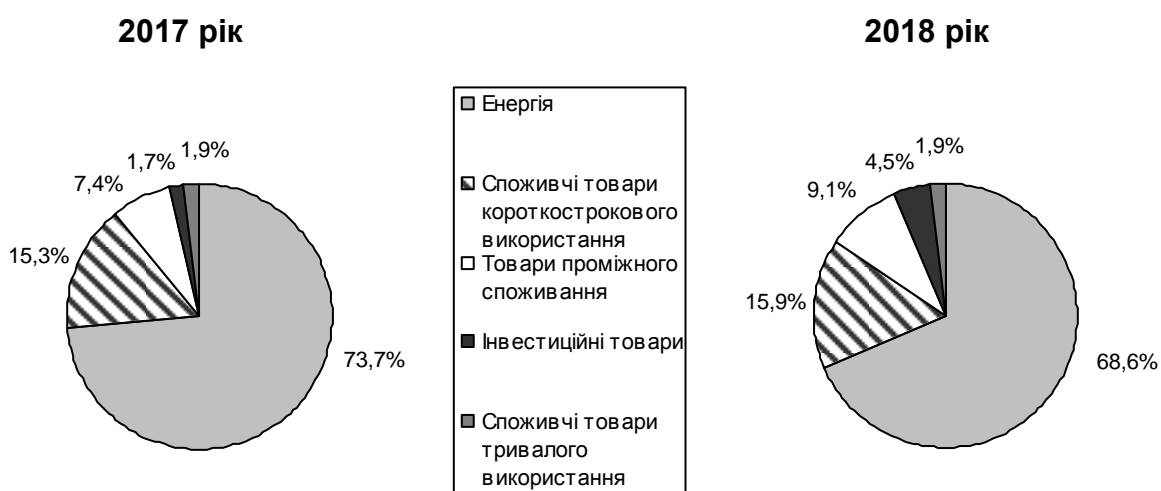 2017 рік
2018 рік
1,7%
1,9%
7,4%
15,3%
73,7%
Енергія
Споживчі товари
короткострокового
використання
Товари проміжного
споживання
Інвестиційні товари
Споживчі товари
тривалого
використання
4,5%
1,9%
9,1%
15,9%
68,6%